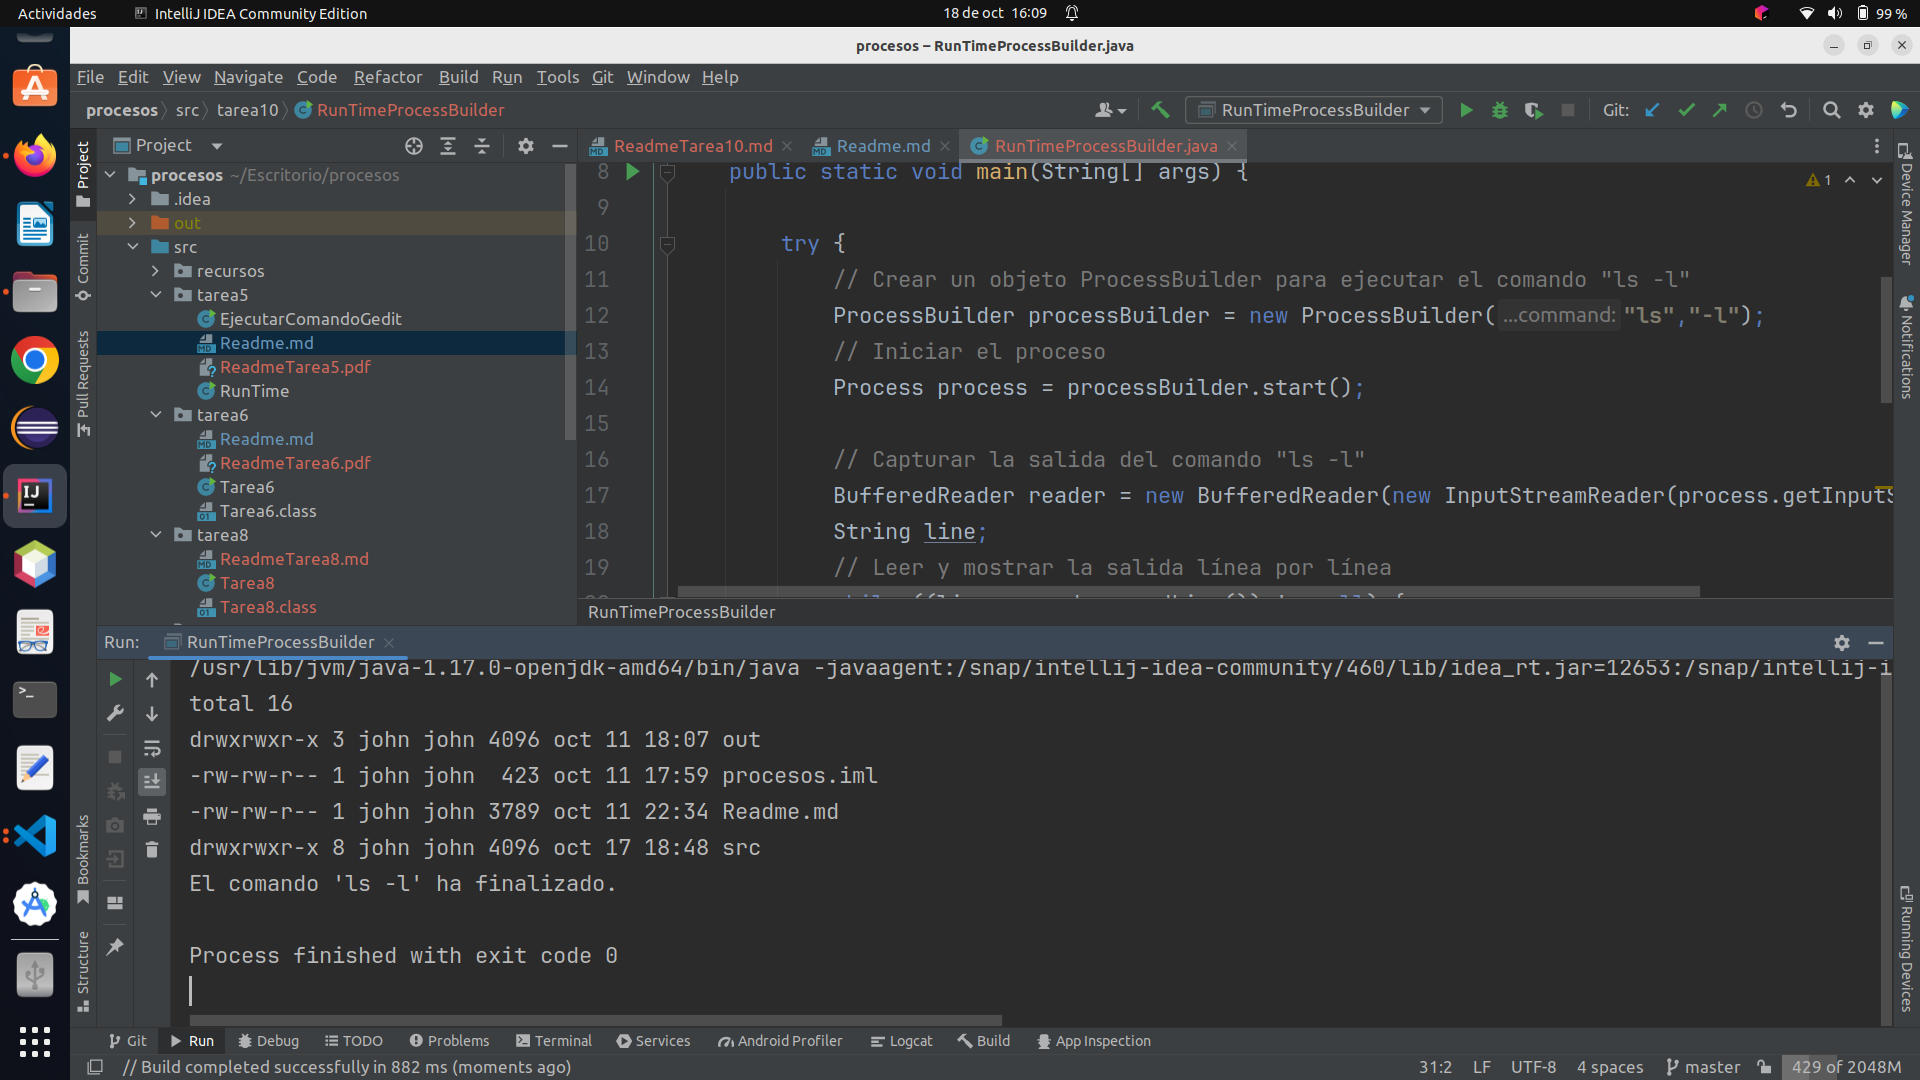 Actividades IntelliJ IDEA Community Edition 18 de oct 16:09 99 %
procesos – RunTimeProcessBuilder.java
File Edit View Navigate Code Refactor Build Run Tools Git Window Help
procesos src tarea10 RunTimeProcessBuilder RunTimeProcessBuilder Git:
Project
ReadmeTarea10.md Readme.md RunTimeProcessBuilder.java
procesos ~/Escritorio/procesos
.idea
out
src
recursos
tarea5
EjecutarComandoGedit
Readme.md
ReadmeTarea5.pdf
RunTime
tarea6
Readme.md
ReadmeTarea6.pdf
Tarea6
Tarea6.class
tarea8
ReadmeTarea8.md
Tarea8
Tarea8.class
8 public static void main(String[] args) {
9
10 try {
11 // Crear un objeto ProcessBuilder para ejecutar el comando "ls -l"
12 ProcessBuilder processBuilder = new ProcessBuilder( ...command: "ls","-l");
13 // Iniciar el proceso
14 Process process = processBuilder.start();
15
16 // Capturar la salida del comando "ls -l"
17 BufferedReader reader = new BufferedReader(new InputStreamReader(process.getInputS
18 String line;
19 // Leer y mostrar la salida línea por línea
1
RunTimeProcessBuilder
Run: RunTimeProcessBuilder
/usr/lib/jvm/java-1.17.0-openjdk-amd64/bin/java -javaagent:/snap/intellij-idea-community/460/lib/idea_rt.jar=12653:/snap/intellij-i
total 16
drwxrwxr-x 3 john john 4096 oct 11 18:07 out
-rw-rw-r-- 1 john john  423 oct 11 17:59 procesos.iml
-rw-rw-r-- 1 john john 3789 oct 11 22:34 Readme.md
drwxrwxr-x 8 john john 4096 oct 17 18:48 src
El comando 'ls -l' ha finalizado.
Process finished with exit code 0
Project
Commit
Pull Requests
Bookmarks
Structure
Device Manager
Notifications
Running Devices
Git Run Debug TODO Problems Terminal Services Android Profiler Logcat Build App Inspection
// Build completed successfully in 882 ms (moments ago) 31:2 LF UTF-8 4 spaces master 429 of 2048M